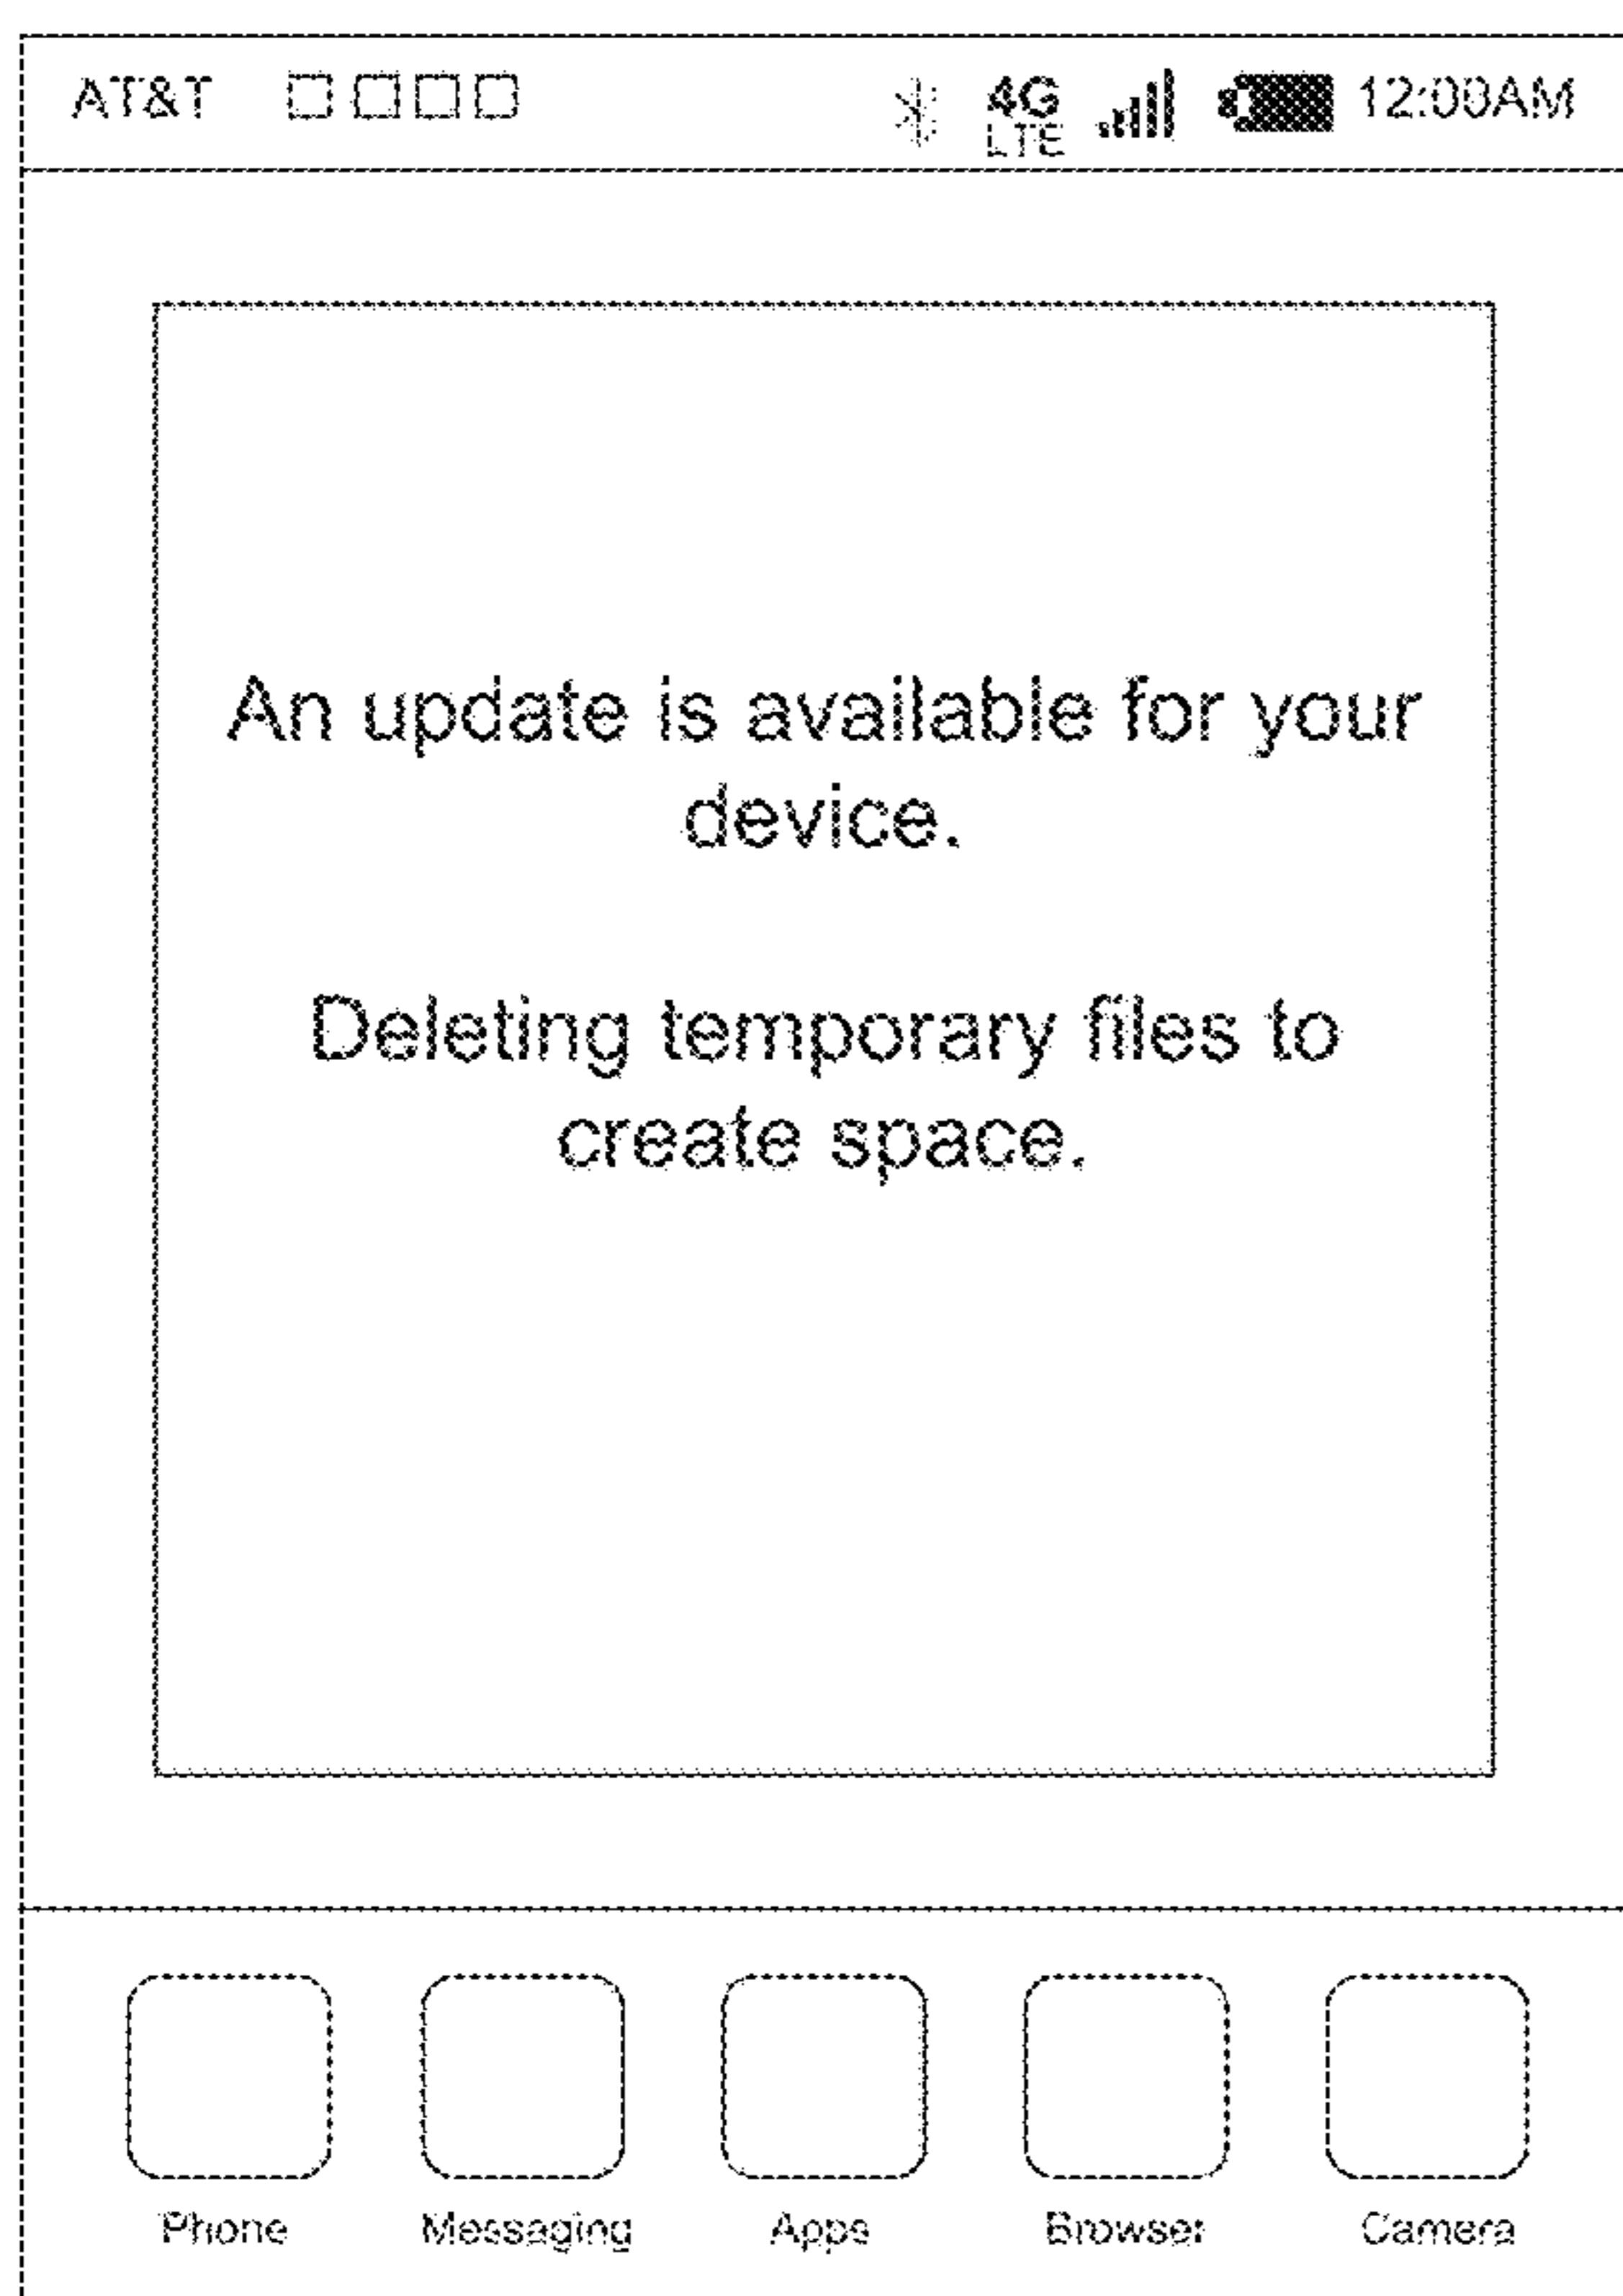 AT&T 4G 12:00AM
LTE
An update is available for your
device.
Deleting temporary files to
create space.
Phone Messaging Apps Browser Camera